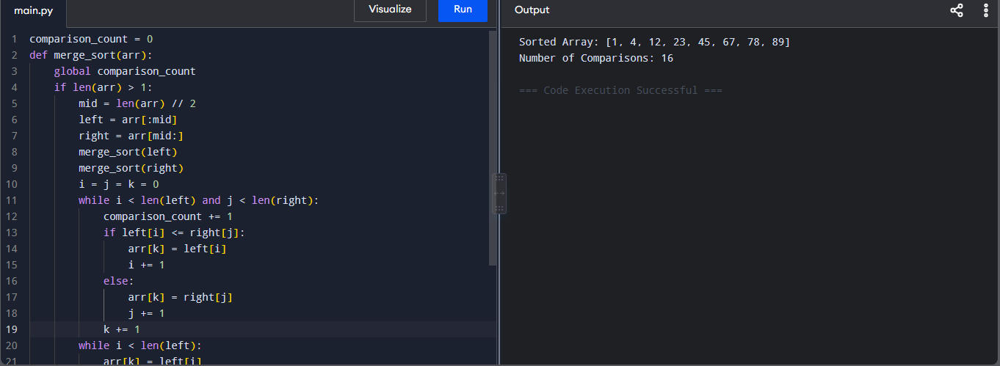 main.py
Visualize
Run
1 comparison_count = 0
2 def merge_sort(arr):
3 global comparison_count
4 if len(arr) > 1:
5 mid = len(arr) // 2
6 left = arr[:mid]
7 right = arr[mid:]
8 merge_sort(left)
9 merge_sort(right)
10 i = j = k = 0
11 while i < len(left) and j < len(right):
12 comparison_count += 1
13 if left[i] <= right[j]:
14 arr[k] = left[i]
15 i += 1
16 else:
17 arr[k] = right[j]
18 j += 1
19 k += 1
20 while i < len(left):
21 arr[k] = left[i]
Output
Sorted Array: [1, 4, 12, 23, 45, 67, 78, 89]
Number of Comparisons: 16
=== Code Execution Successful ===